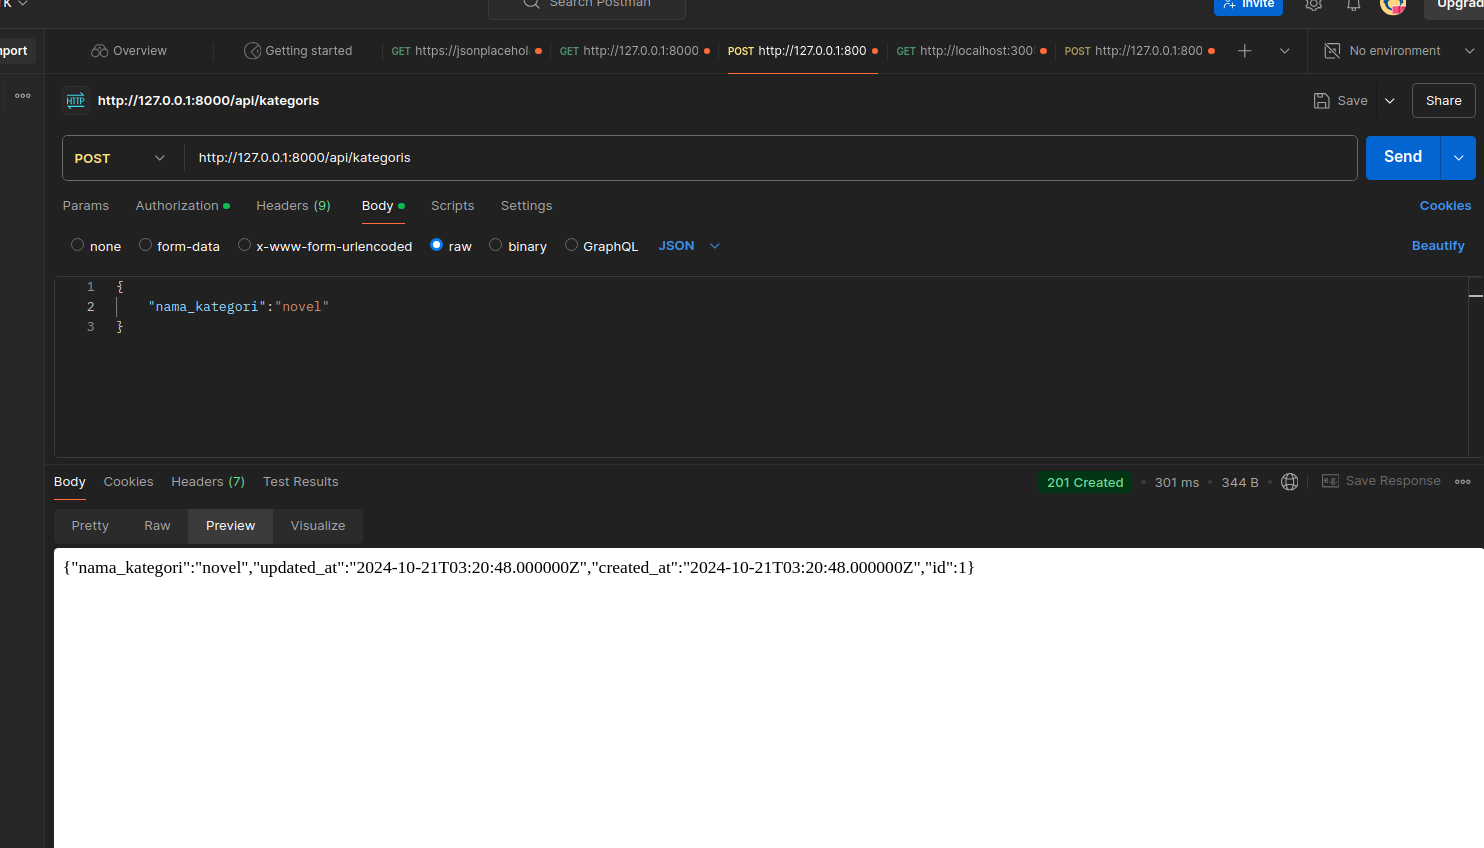 K
Search Postman
Invite
Upgrad
nport
Overview
Getting started
GET https://jsonplacehol
GET http://127.0.0.1:8000
POST http://127.0.0.1:800
GET http://localhost:300
POST http://127.0.0.1:800
No environment
HTTP http://127.0.0.1:8000/api/kategoris
Save
Share
POST http://127.0.0.1:8000/api/kategoris
Send
Params Authorization Headers (9) Body Scripts Settings
Cookies
none form-data x-www-form-urlencoded raw binary GraphQL JSON
Beautify
1 {
2 "nama_kategori":"novel"
3 }
Body Cookies Headers (7) Test Results
201 Created • 301 ms • 344 B
e.g. Save Response
Pretty Raw Preview Visualize
{"nama_kategori":"novel","updated_at":"2024-10-21T03:20:48.000000Z","created_at":"2024-10-21T03:20:48.000000Z","id":1}